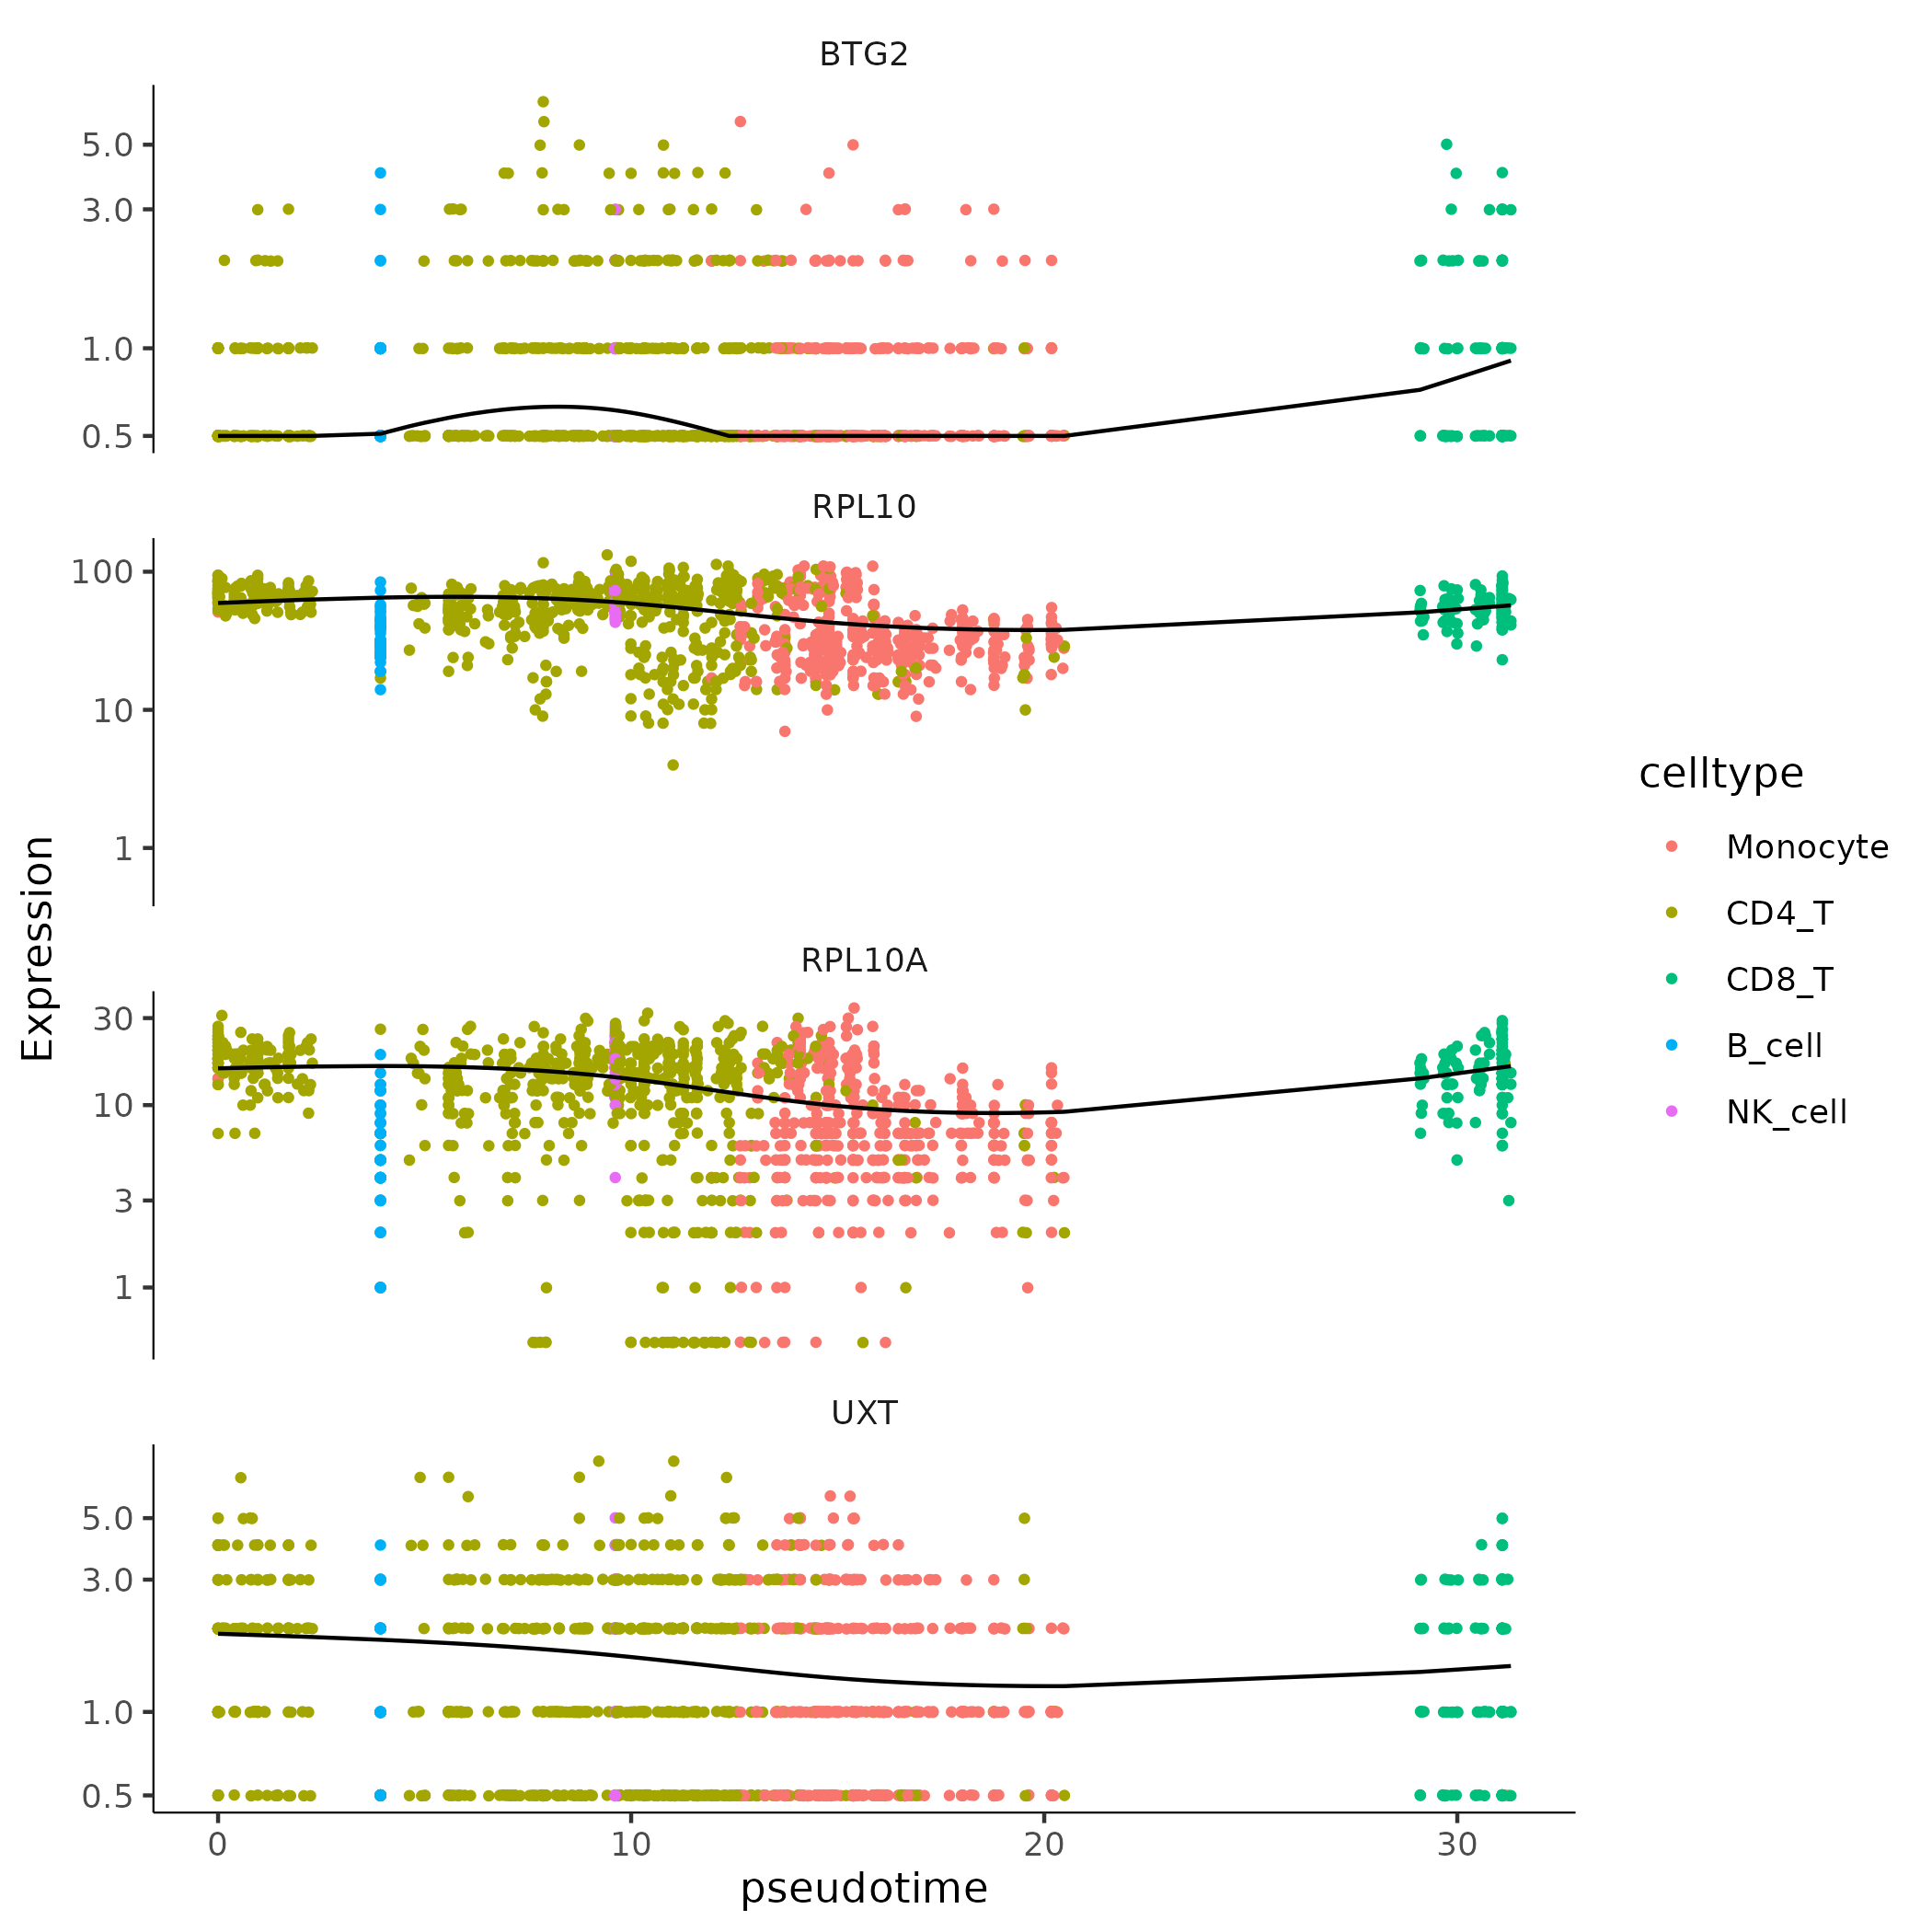 BTG2
5.0
3.0
1.0
0.5
RPL10
100
10
1
RPL10A
30
10
3
1
UXT
5.0
3.0
1.0
0.5
0 10 20 30
pseudotime
Expression
celltype
Monocyte
CD4_T
CD8_T
B_cell
NK_cell